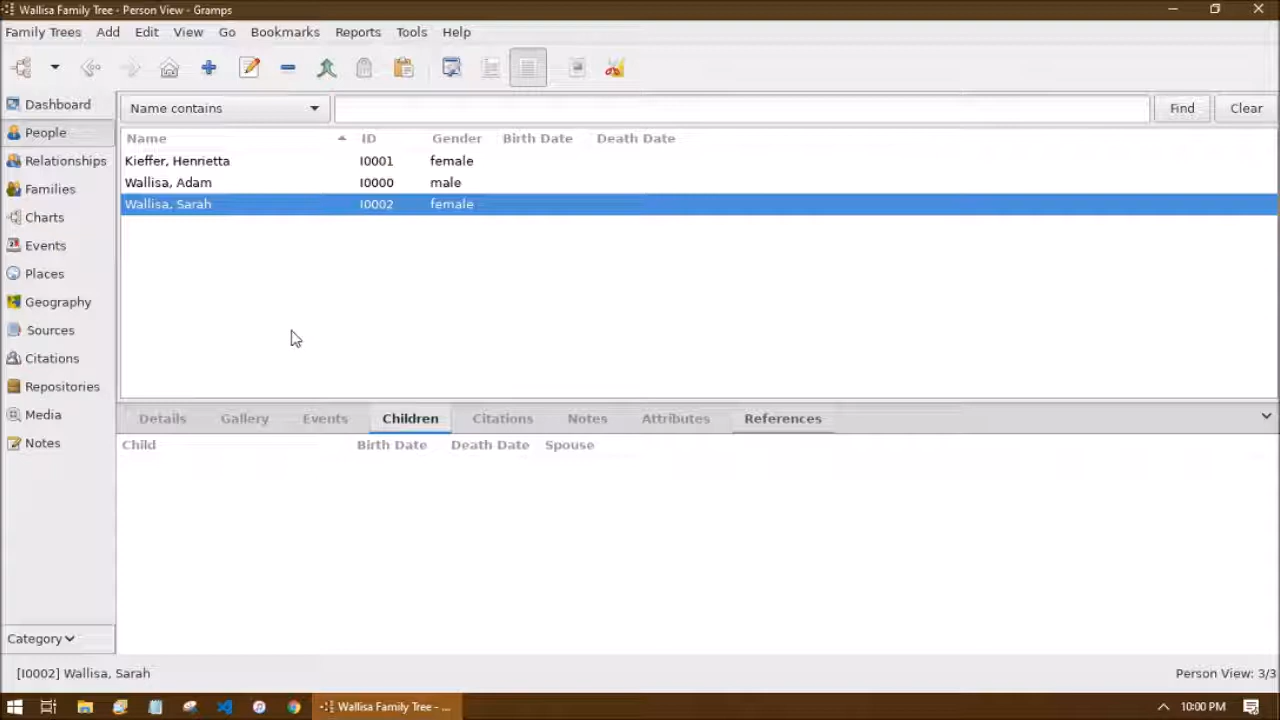 Wallisa Family Tree - Person View - Gramps
Family Trees Add Edit View Go Bookmarks Reports Tools Help
Name contains Find Clear
Dashboard
People
Relationships
Families
Charts
Events
Places
Geography
Sources
Citations
Repositories
Media
Notes
Category
Name ID Gender Birth Date Death Date
Kieffer, Henrietta I0001 female
Wallisa, Adam I0000 male
Wallisa, Sarah I0002 female
Details Gallery Events Children Citations Notes Attributes References
Child Birth Date Death Date Spouse
[I0002] Wallisa, Sarah Person View: 3/3
Wallisa Family Tree - ... 10:00 PM